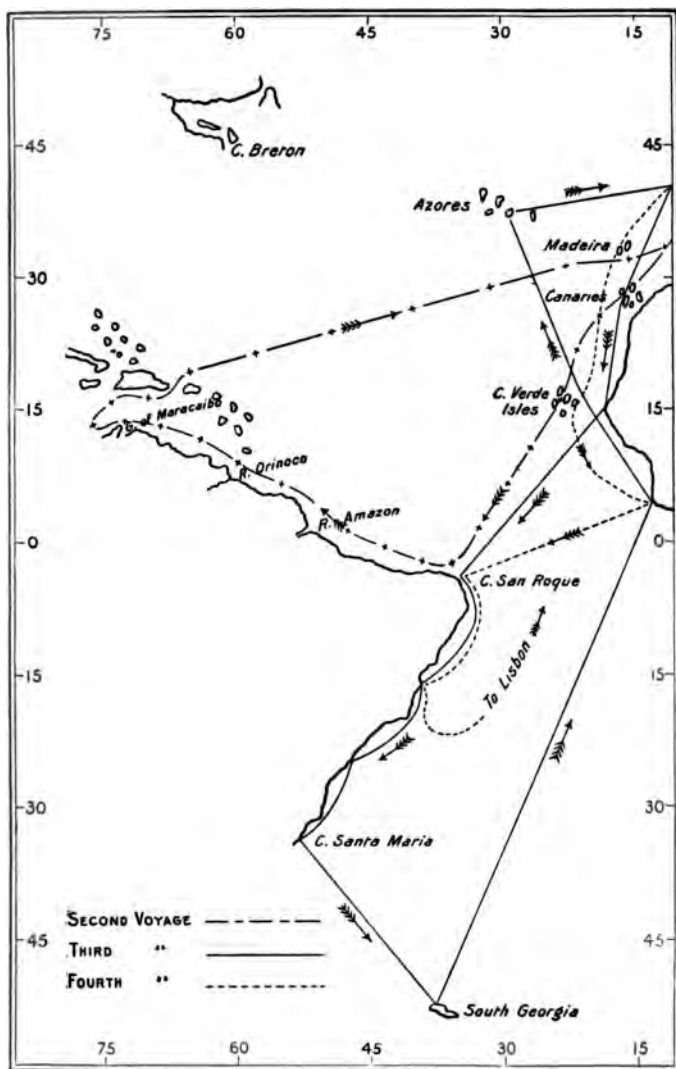 75 60 45 30 15
C. Breton
45 45
Azores
Madeira
30 30
Canaries
C. Verde
Isles
15 15
G. of Maracaibo
R. Orinoco
R. Amazon
0 0
C. San Roque
To Lisbon
15 15
30 30
C. Santa Maria
SECOND VOYAGE
THIRD "
FOURTH "
45 45
South Georgia
75 60 45 30 15